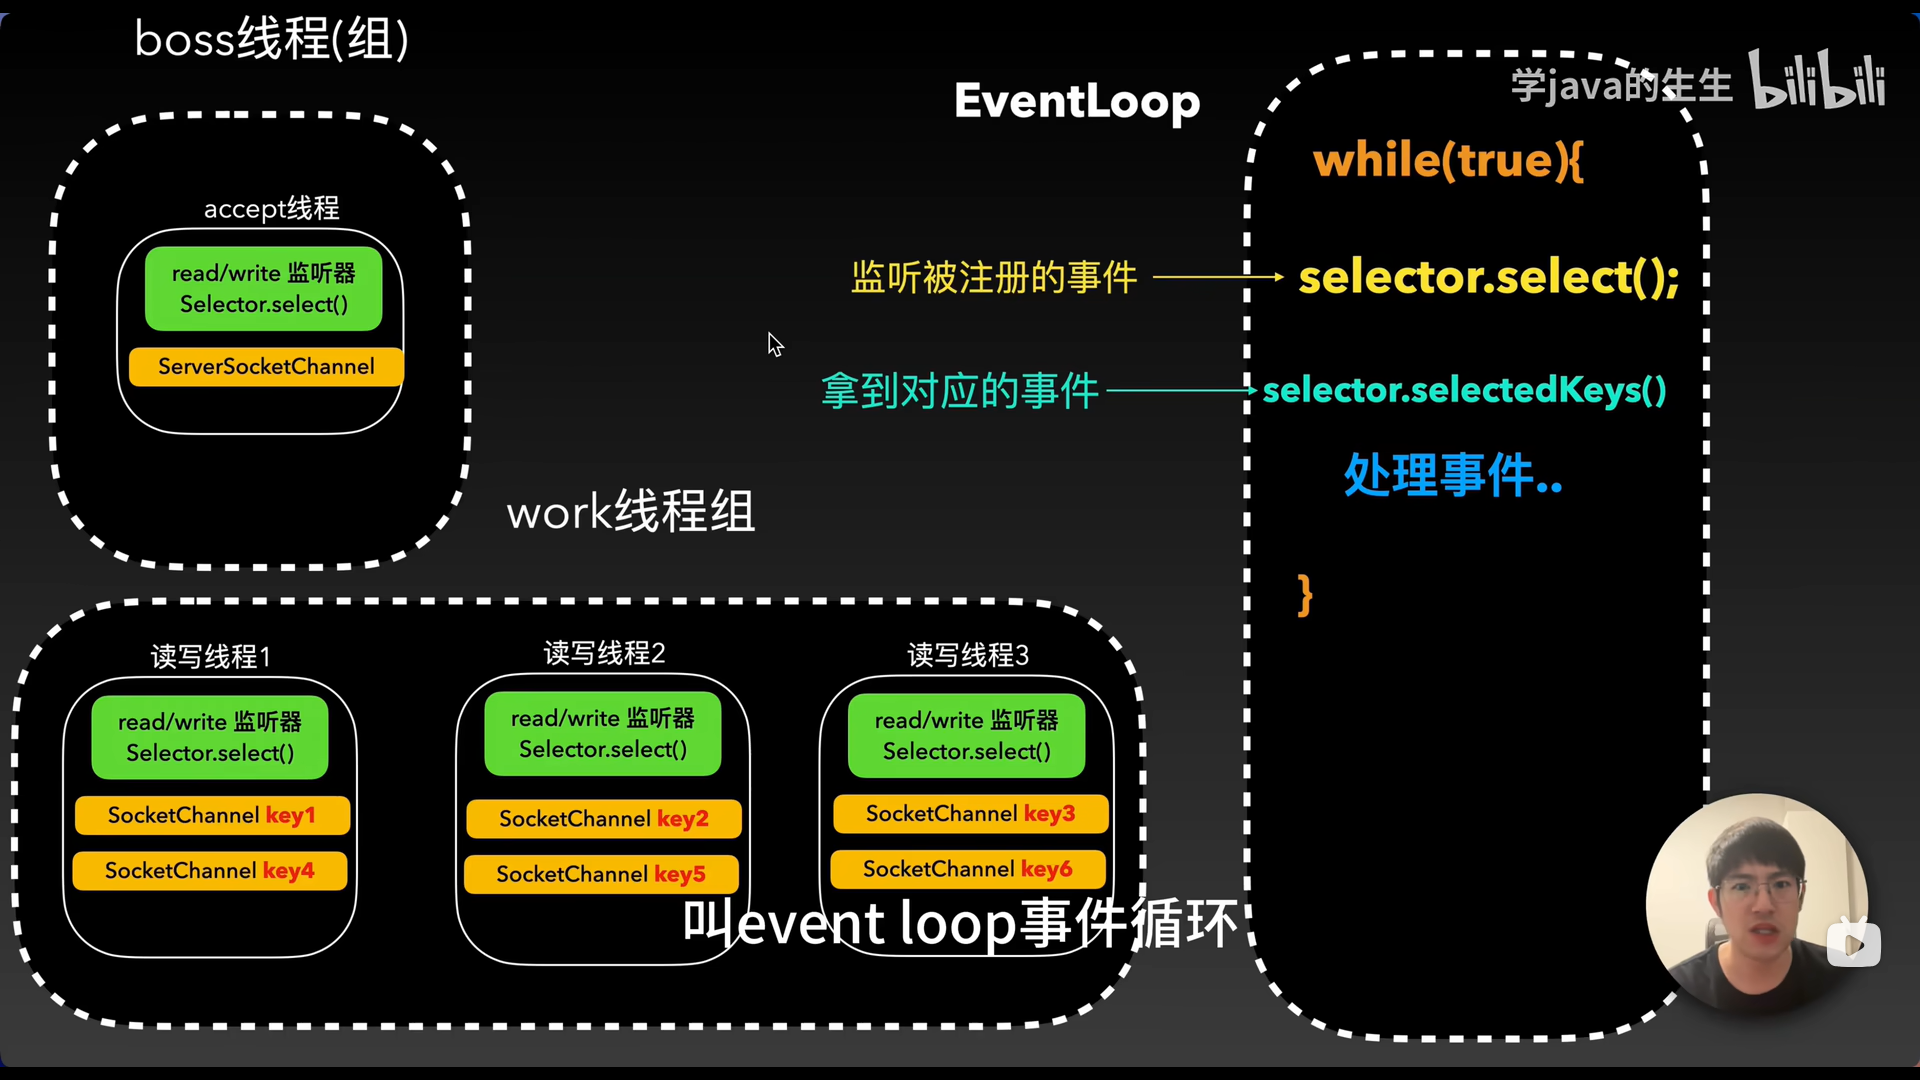 boss线程(组)
学java的生生 bilibili
EventLoop
while(true){
accept线程
read/write 监听器
Selector.select()
ServerSocketChannel
监听被注册的事件
selector.select();
拿到对应的事件
selector.selectedKeys()
处理事件..
}
work线程组
读写线程1
read/write 监听器
Selector.select()
SocketChannel key1
SocketChannel key4
读写线程2
read/write 监听器
Selector.select()
SocketChannel key2
SocketChannel key5
读写线程3
read/write 监听器
Selector.select()
SocketChannel key3
SocketChannel key6
叫event loop事件循环